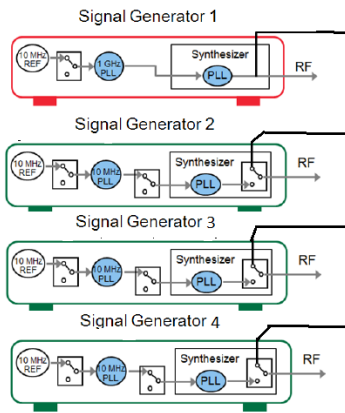 Signal Generator 1
10 MHz
REF
1 GHz
PLL
Synthesizer
PLL
RF
Signal Generator 2
10 MHz
REF
10 MHz
PLL
Synthesizer
PLL
RF
Signal Generator 3
10 MHz
REF
10 MHz
PLL
Synthesizer
PLL
RF
Signal Generator 4
10 MHz
REF
10 MHz
PLL
Synthesizer
PLL
RF